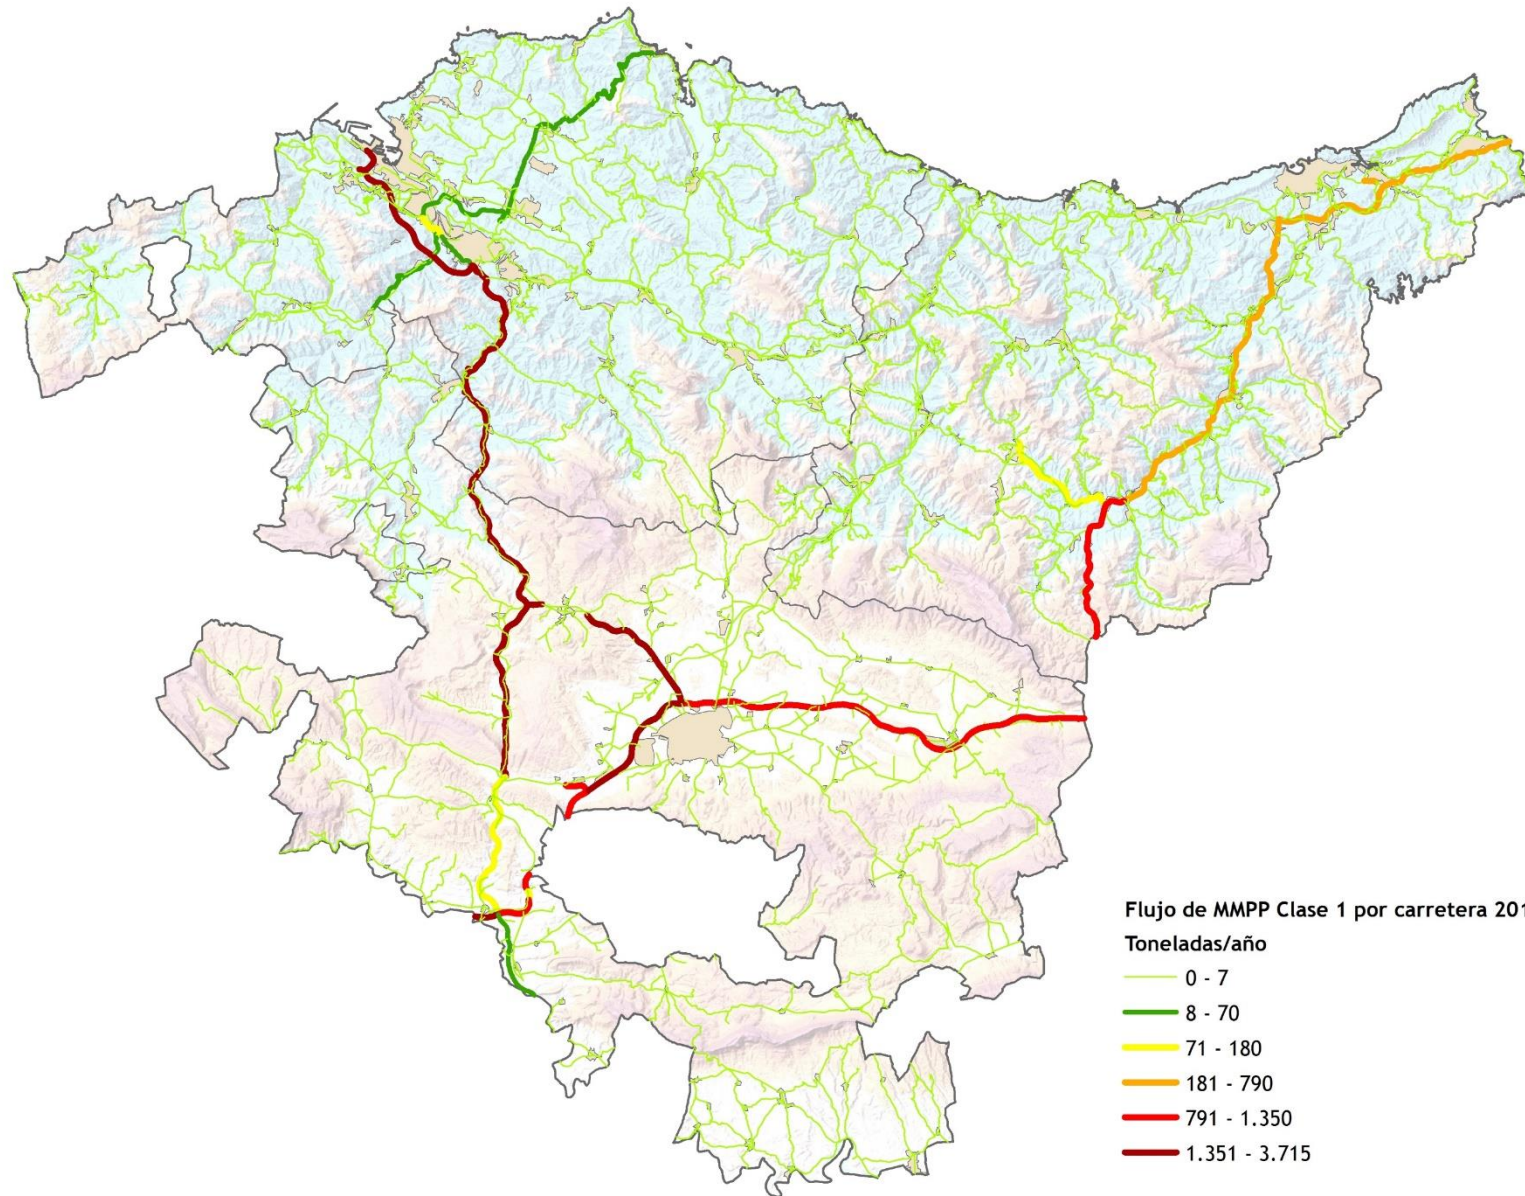 Flujo de MMPP Clase 1 por carretera 201
Toneladas/año
0 - 7
8 - 70
71 - 180
181 - 790
791 - 1.350
1.351 - 3.715